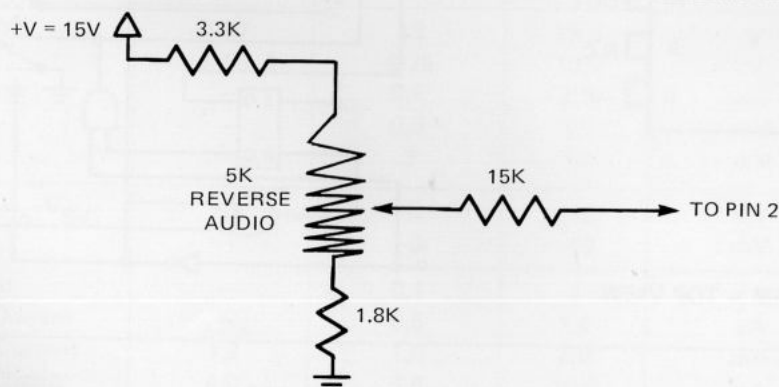 +V = 15V
3.3K
5K
REVERSE
AUDIO
15K
TO PIN 2
1.8K